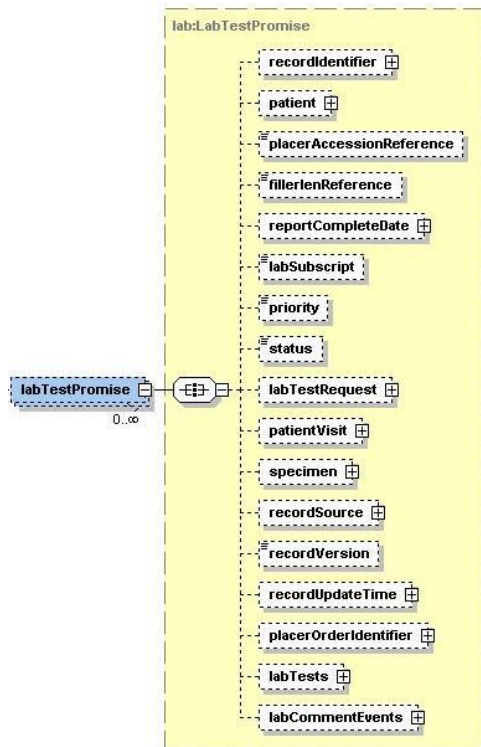 lab:LabTestPromise
recordIdentifier
patient
placerAccessionReference
fillerIenReference
reportCompleteDate
labSubscript
priority
status
labTestPromise
0..∞
labTestRequest
patientVisit
specimen
recordSource
recordVersion
recordUpdateTime
placerOrderIdentifier
labTests
labCommentEvents